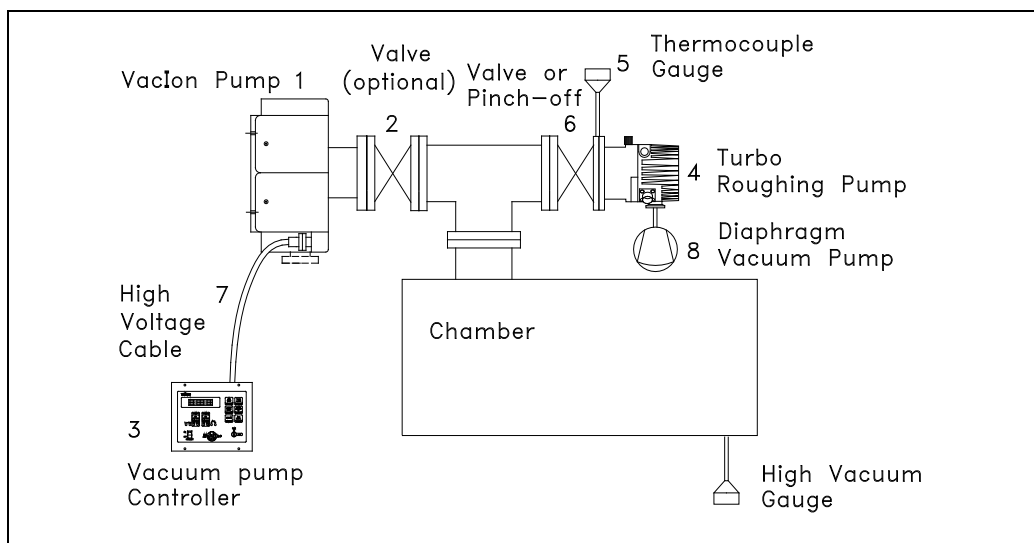 Valve
(optional)
VacIon Pump 1
2
Valve or
Pinch-off
6
5
Thermocouple
Gauge
4
Turbo
Roughing Pump
8
Diaphragm
Vacuum Pump
7
High
Voltage
Cable
Chamber
3
Vacuum pump
Controller
High Vacuum
Gauge